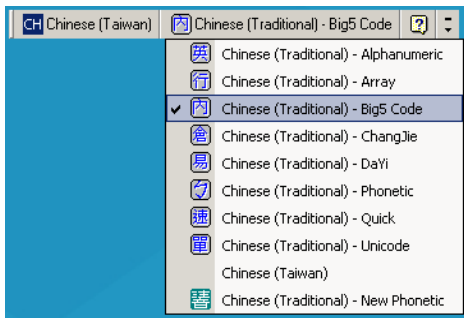 CH Chinese (Taiwan) 內 Chinese (Traditional) - Big5 Code ?
英 Chinese (Traditional) - Alphanumeric
行 Chinese (Traditional) - Array
✓ 內 Chinese (Traditional) - Big5 Code
倉 Chinese (Traditional) - ChangJie
易 Chinese (Traditional) - DaYi
ㄅ Chinese (Traditional) - Phonetic
速 Chinese (Traditional) - Quick
單 Chinese (Traditional) - Unicode
Chinese (Taiwan)
Chinese (Traditional) - New Phonetic